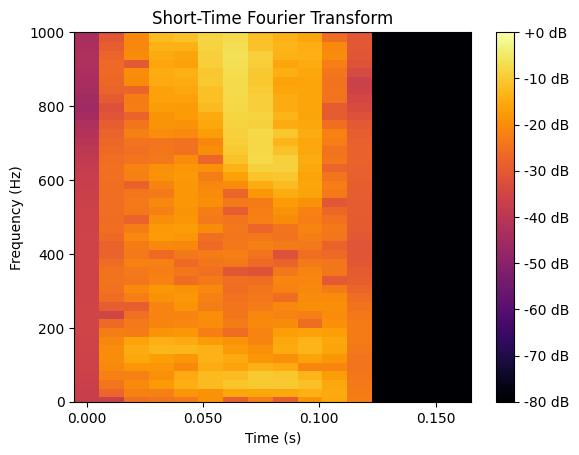 Short-Time Fourier Transform
1000
800
600
400
200
0
Frequency (Hz)
0.000
0.050
0.100
0.150
Time (s)
+0 dB
-10 dB
-20 dB
-30 dB
-40 dB
-50 dB
-60 dB
-70 dB
-80 dB